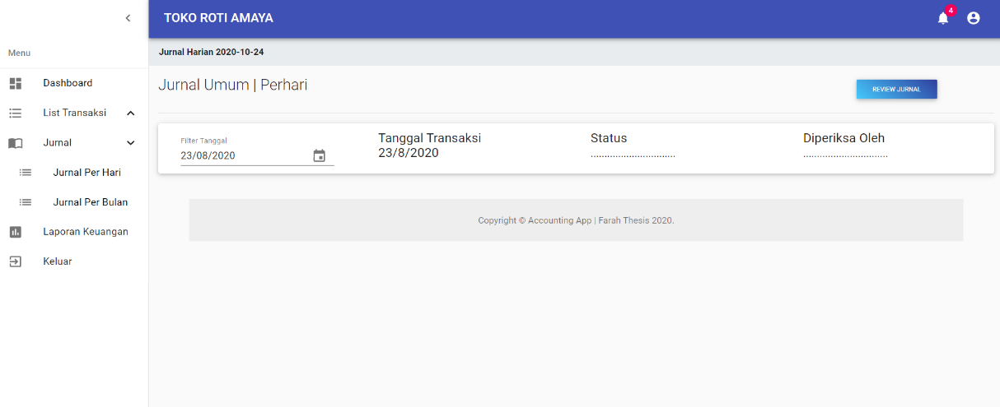 TOKO ROTI AMAYA
4
Menu
Dashboard
List Transaksi
Jurnal
Jurnal Per Hari
Jurnal Per Bulan
Laporan Keuangan
Keluar
Jurnal Harian 2020-10-24
Jurnal Umum | Perhari
REVIEW JURNAL
Filter Tanggal
23/08/2020
Tanggal Transaksi
23/8/2020
Status
...............................
Diperiksa Oleh
...............................
Copyright © Accounting App | Farah Thesis 2020.